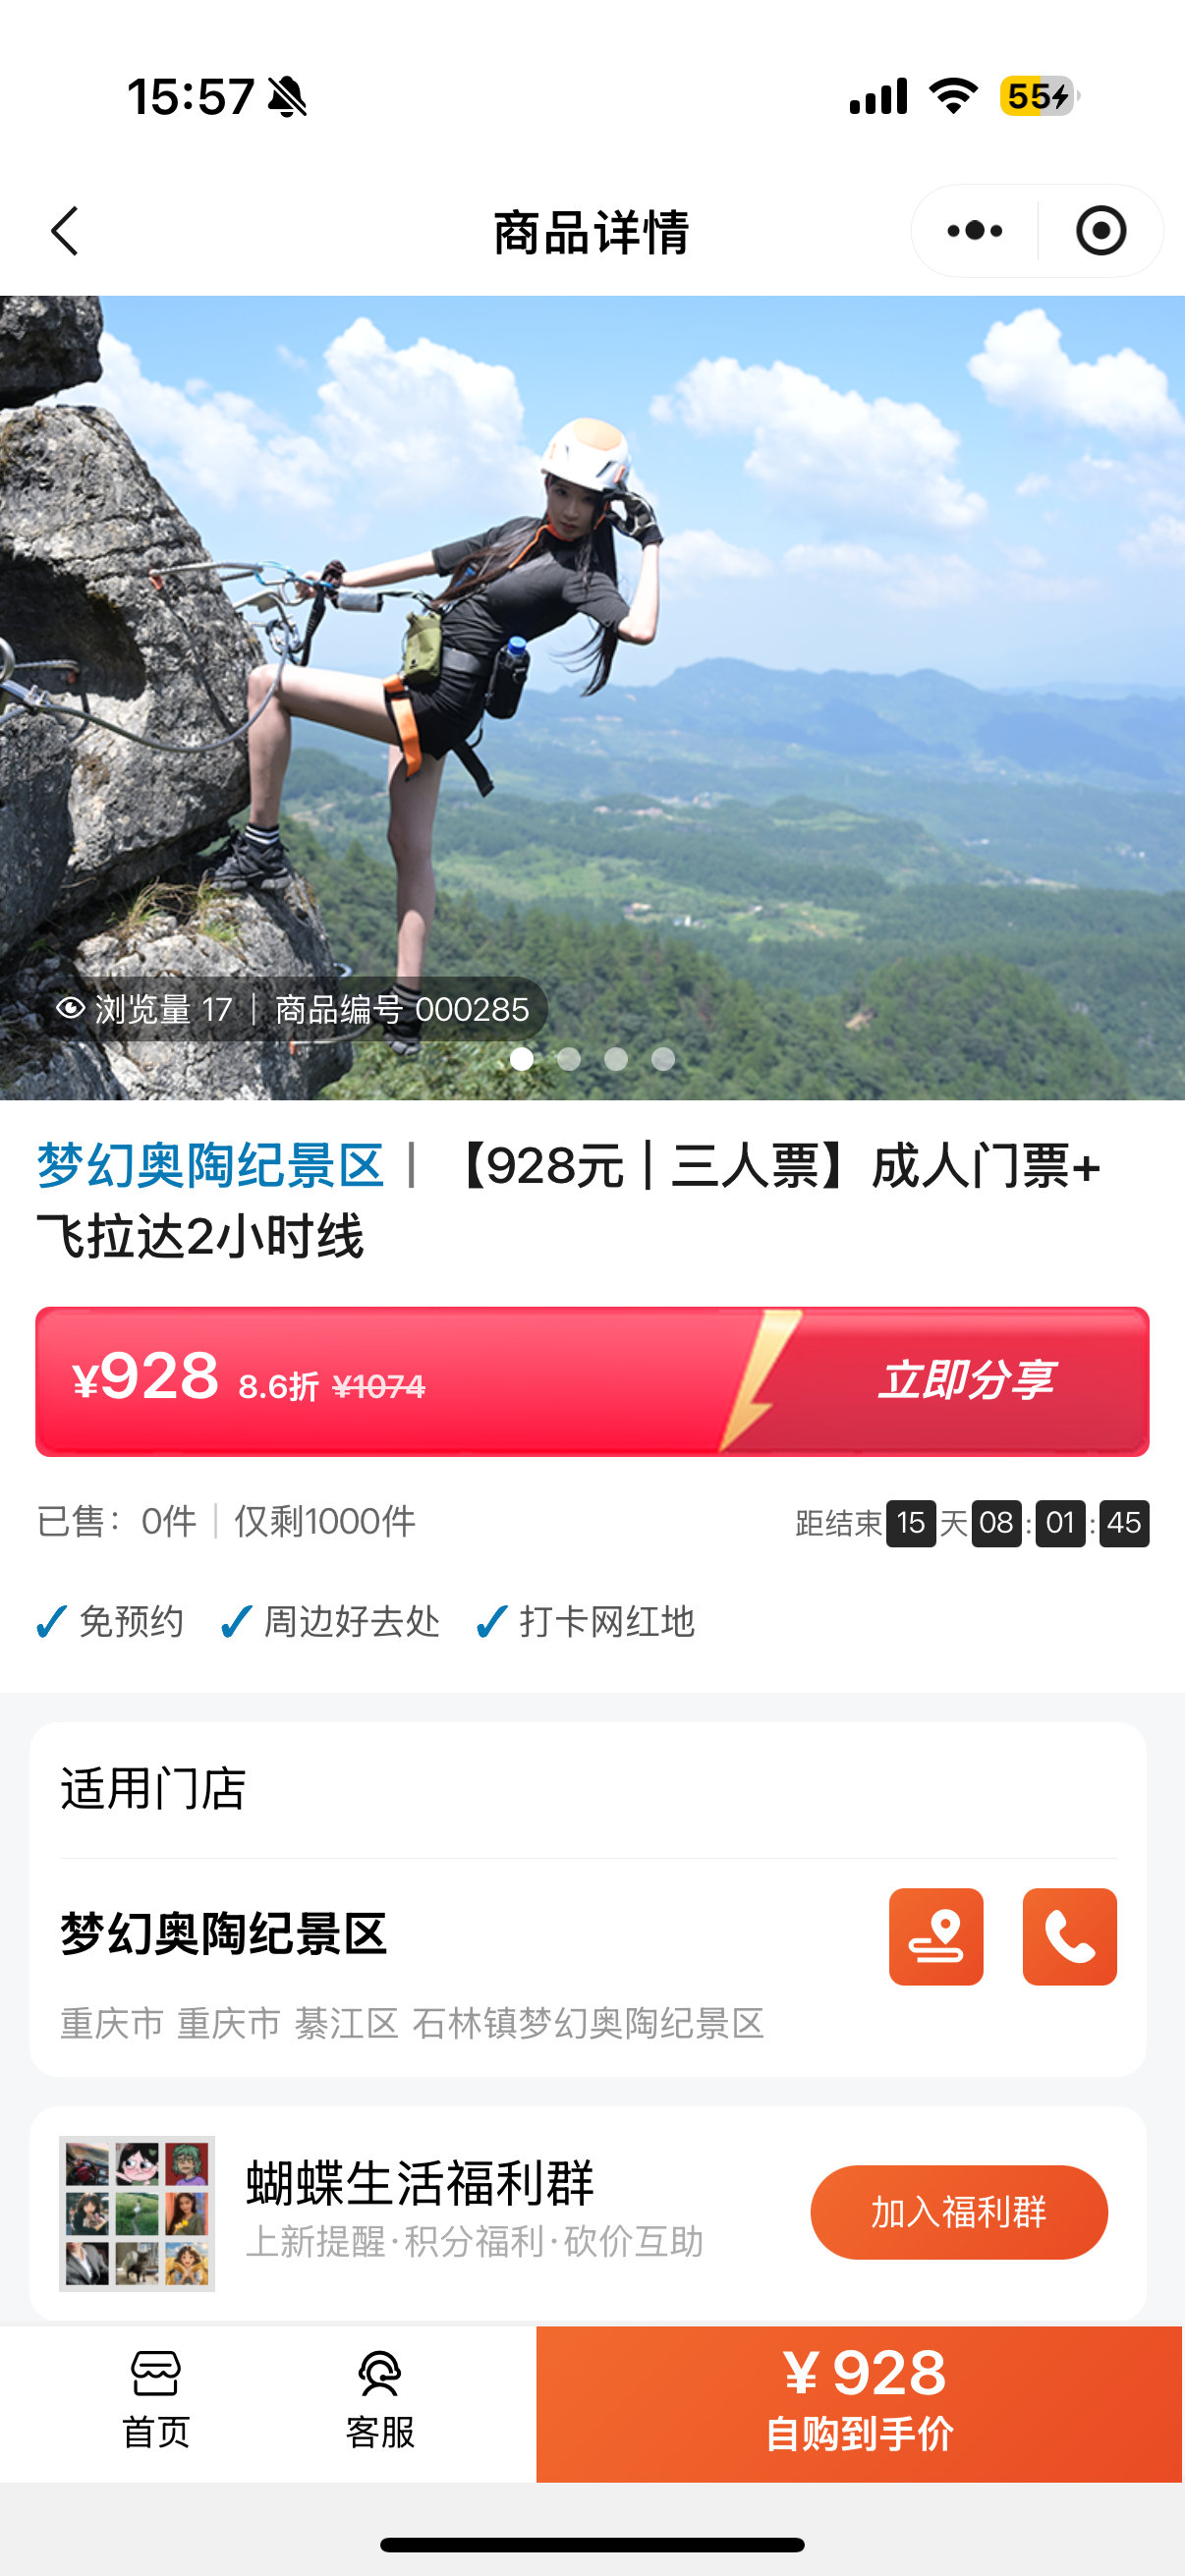 15:57
55
商品详情
浏览量 17 | 商品编号 000285
梦幻奥陶纪景区 | 【928元 | 三人票】成人门票+
飞拉达2小时线
¥928 8.6折 ¥1074
立即分享
已售：0件 | 仅剩1000件
距结束 15 天 08 : 01 : 45
免预约 周边好去处 打卡网红地
适用门店
梦幻奥陶纪景区
重庆市 重庆市 綦江区 石林镇梦幻奥陶纪景区
蝴蝶生活福利群
上新提醒·积分福利·砍价互助
加入福利群
首页
客服
¥ 928
自购到手价